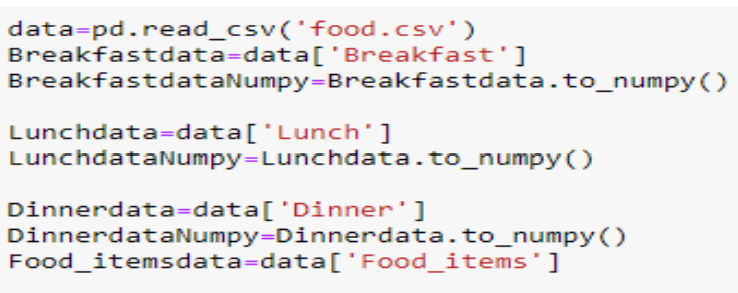 data=pd.read_csv('food.csv')
Breakfastdata=data['Breakfast']
BreakfastdataNumpy=Breakfastdata.to_numpy()
Lunchdata=data['Lunch']
LunchdataNumpy=Lunchdata.to_numpy()
Dinnerdata=data['Dinner']
DinnerdataNumpy=Dinnerdata.to_numpy()
Food_itemsdata=data['Food_items']